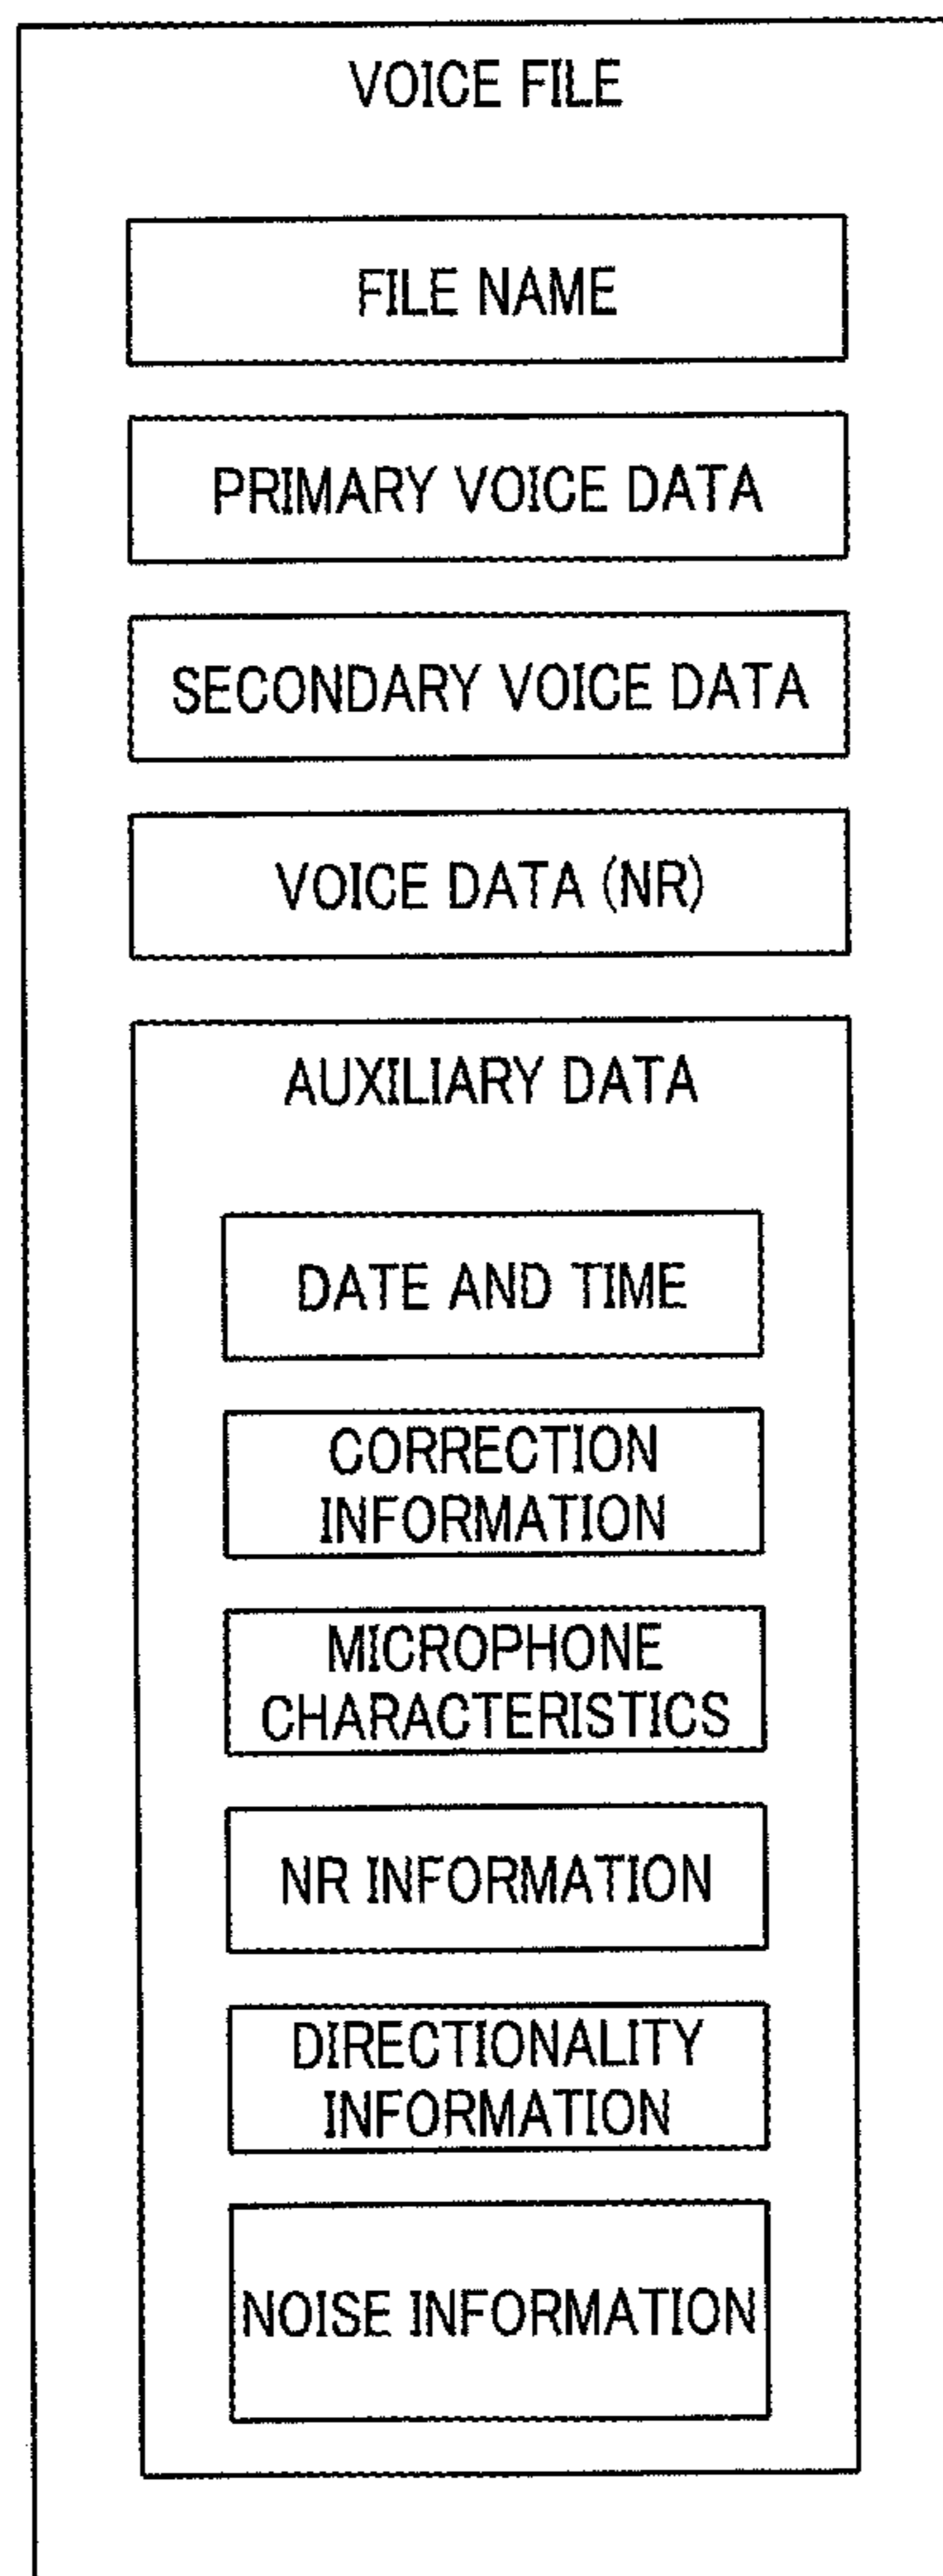 VOICE FILE
FILE NAME
PRIMARY VOICE DATA
SECONDARY VOICE DATA
VOICE DATA (NR)
AUXILIARY DATA
DATE AND TIME
CORRECTION
INFORMATION
MICROPHONE
CHARACTERISTICS
NR INFORMATION
DIRECTIONALITY
INFORMATION
NOISE INFORMATION